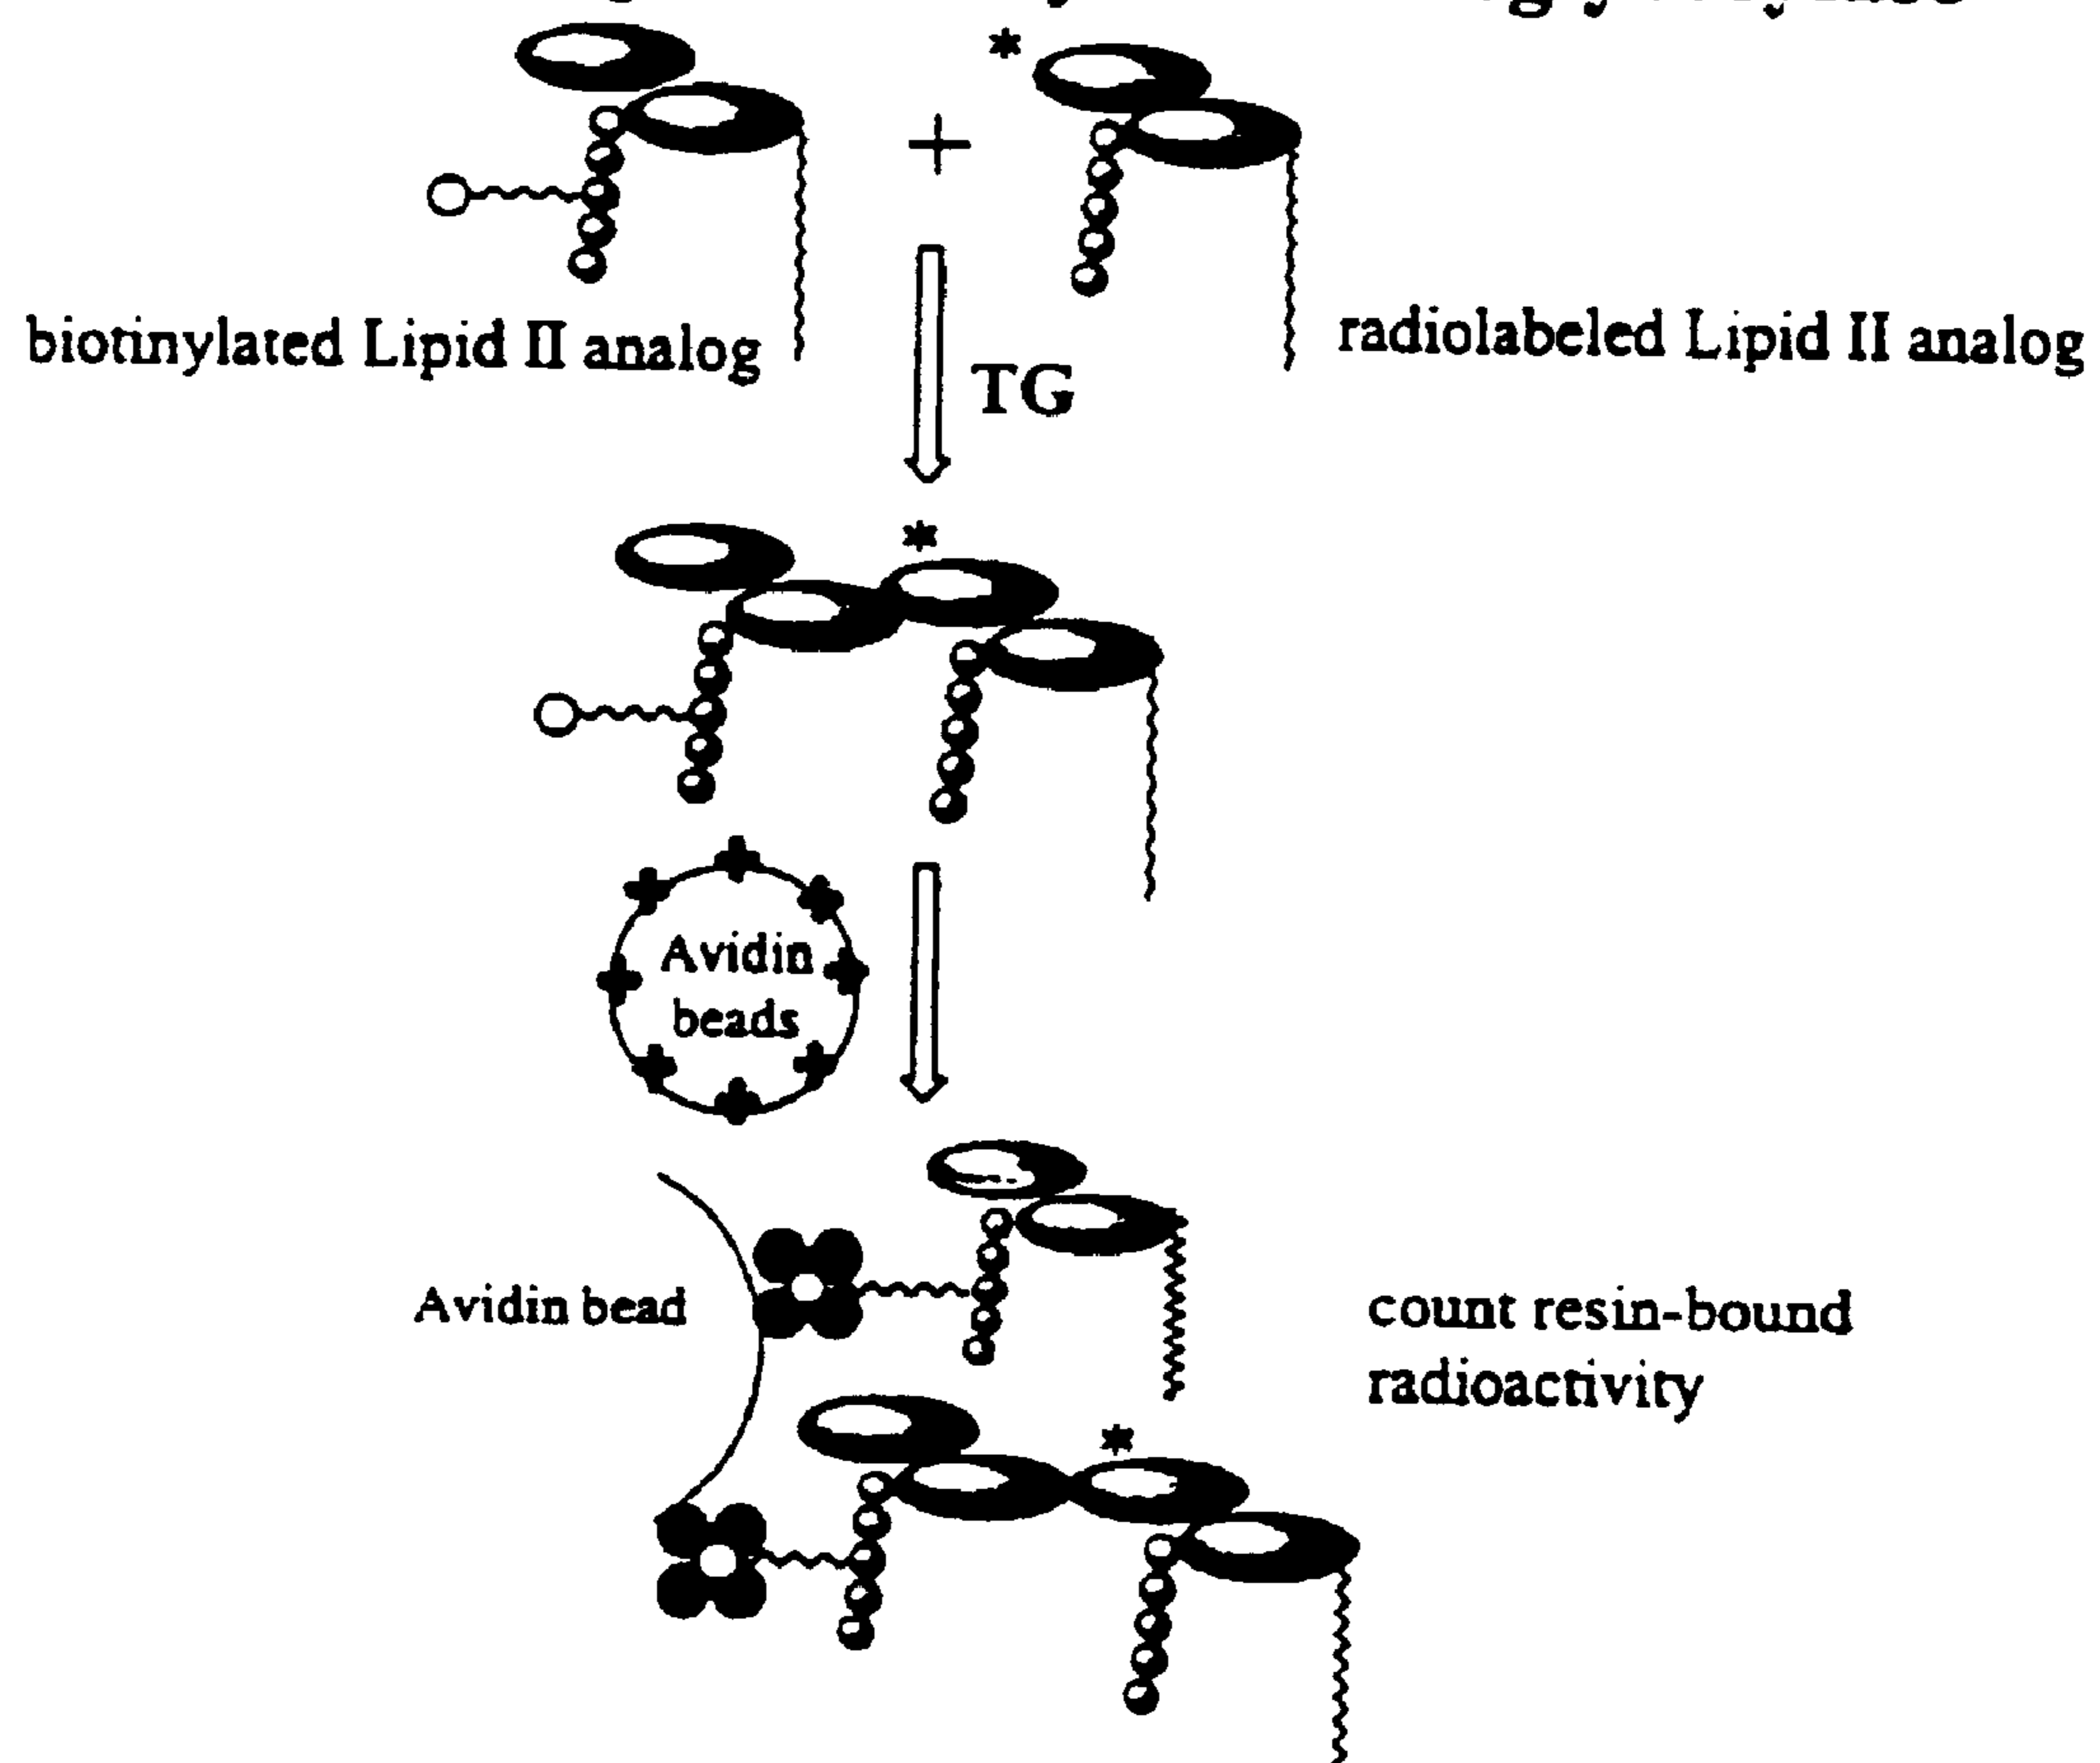 *
+
biotinylated Lipid II analog
radiolabeled Lipid II analog
TG
*
Avidin
beads
Avidin bead
count resin-bound
radioactivity
*